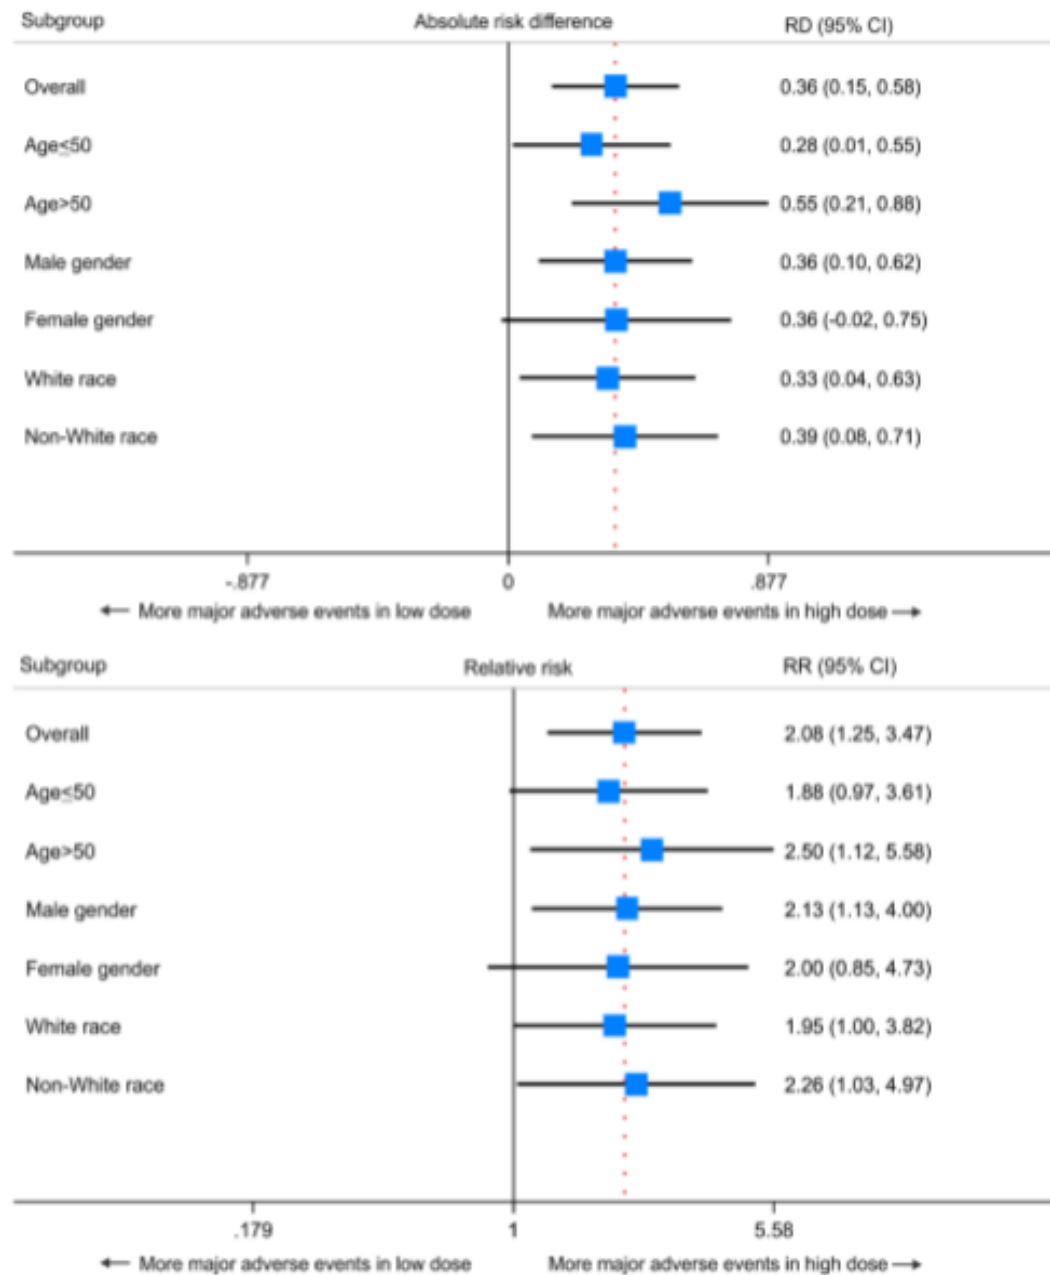 Subgroup Absolute risk difference RD (95% CI)
Overall 0.36 (0.15, 0.58)
Age≤50 0.28 (0.01, 0.55)
Age>50 0.55 (0.21, 0.88)
Male gender 0.36 (0.10, 0.62)
Female gender 0.36 (-0.02, 0.75)
White race 0.33 (0.04, 0.63)
Non-White race 0.39 (0.08, 0.71)
-.877 0 .877
← More major adverse events in low dose More major adverse events in high dose →
Subgroup Relative risk RR (95% CI)
Overall 2.08 (1.25, 3.47)
Age≤50 1.88 (0.97, 3.61)
Age>50 2.50 (1.12, 5.58)
Male gender 2.13 (1.13, 4.00)
Female gender 2.00 (0.85, 4.73)
White race 1.95 (1.00, 3.82)
Non-White race 2.26 (1.03, 4.97)
.179 1 5.58
← More major adverse events in low dose More major adverse events in high dose →